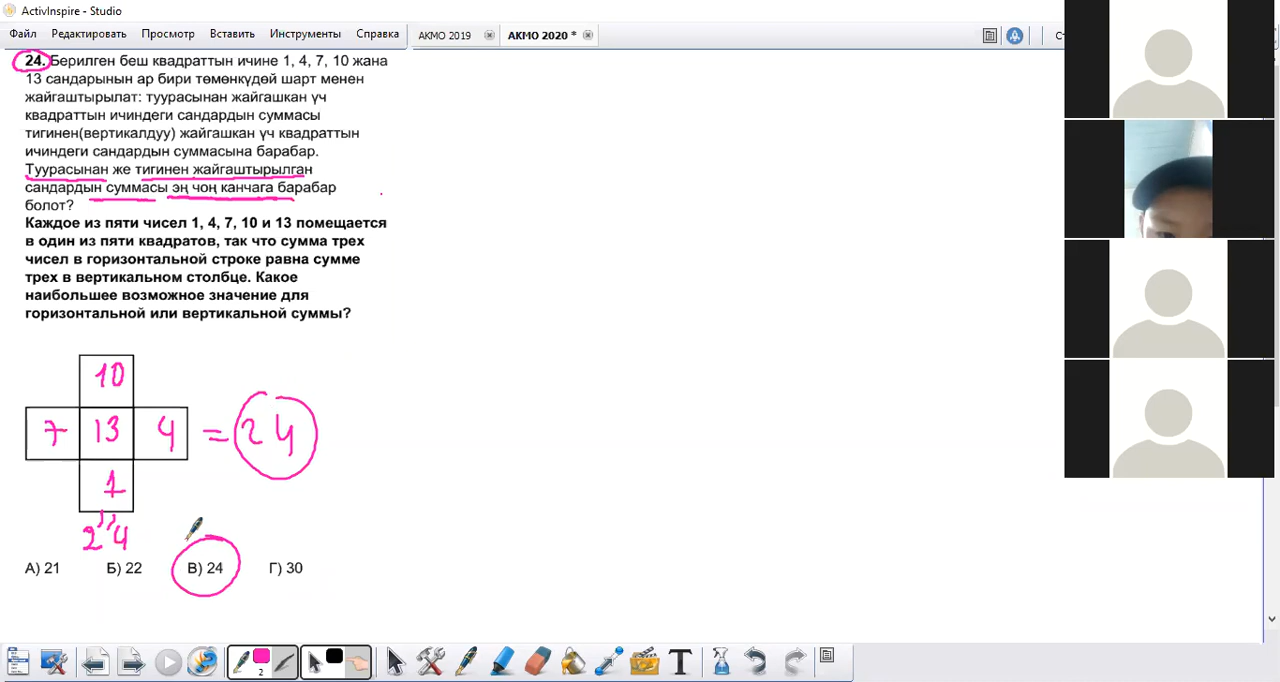 ActivInspire - Studio
Файл Редактировать Просмотр Вставить Инструменты Справка АКМО 2019 АКМО 2020 *
24. Берилген беш квадраттын ичине 1, 4, 7, 10 жана
13 сандарынын ар бири төмөнкүдөй шарт менен
жайгаштырылат: туурасынан жайгашкан үч
квадраттын ичиндеги сандардын суммасы
тигинен(вертикалдуу) жайгашкан үч квадраттын
ичиндеги сандардын суммасына барабар.
Туурасынан же тигинен жайгаштырылган
сандардын суммасы эң чоң канчага барабар
болот?
Каждое из пяти чисел 1, 4, 7, 10 и 13 помещается
в один из пяти квадратов, так что сумма трех
чисел в горизонтальной строке равна сумме
трех в вертикальном столбце. Какое
наибольшее возможное значение для
горизонтальной или вертикальной суммы?
10
7 13 4 = 24
1
24
А) 21 Б) 22 В) 24 Г) 30
2